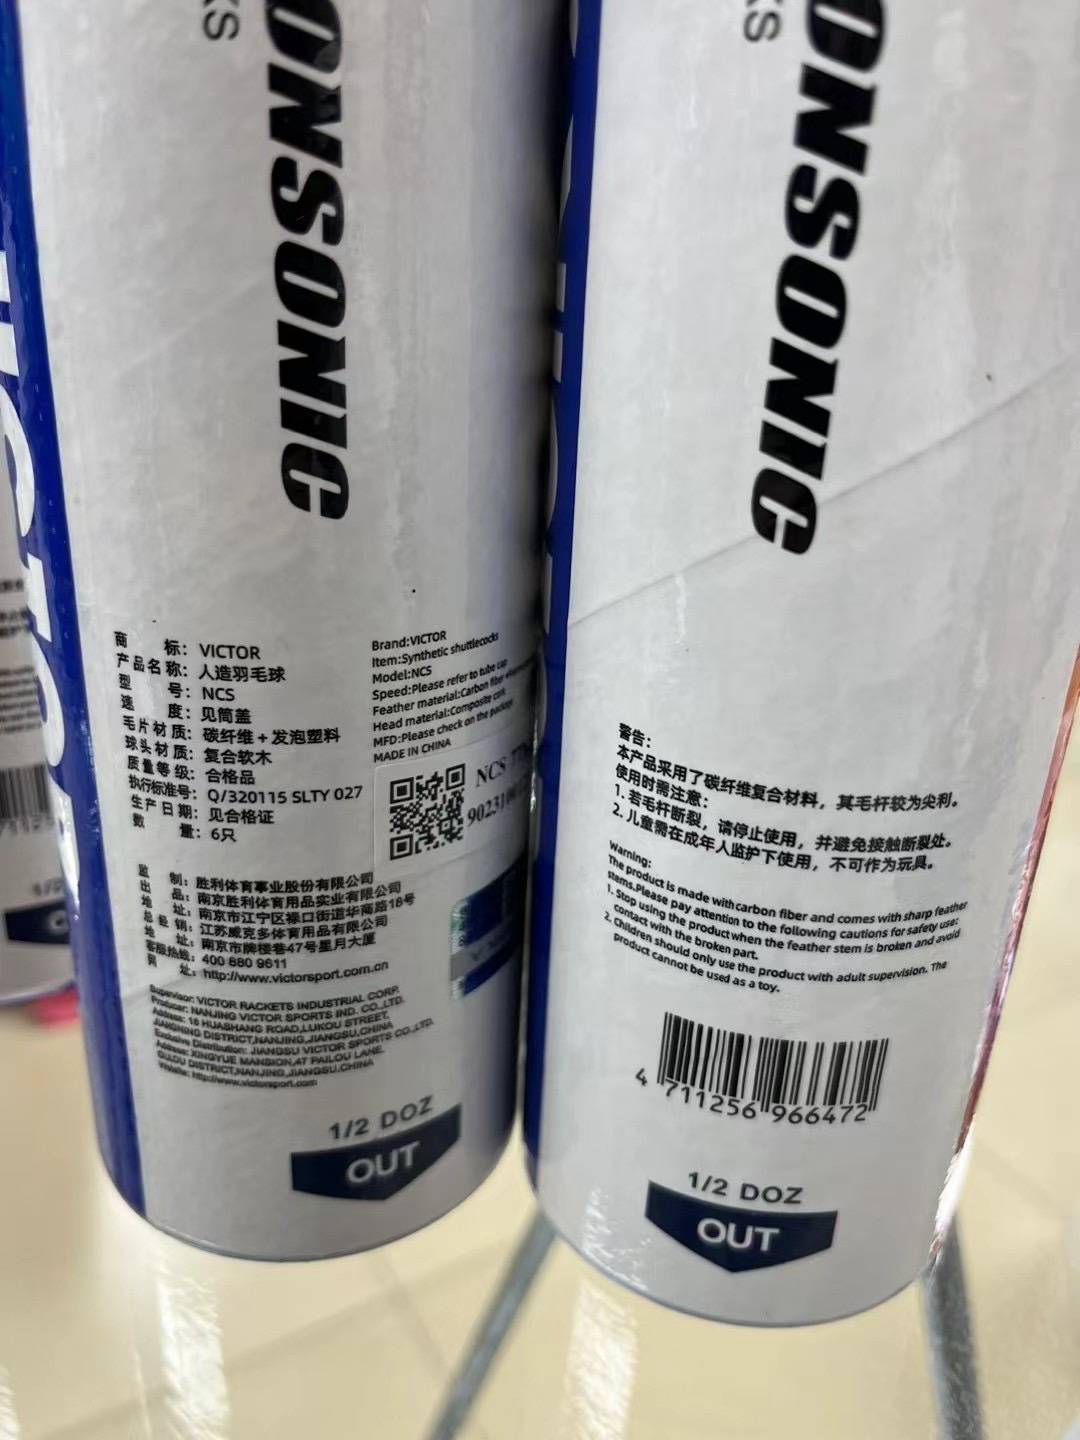 ONSONIC
商标：VICTOR
产品名称：人造羽毛球
型号：NCS
速度：见筒盖
毛片材质：碳纤维+发泡塑料
球头材质：复合软木
质量等级：合格品
执行标准号：Q/320115 SLTY 027
生产日期：见合格证
数量：6只
Brand:VICTOR
Item:Synthetic shuttlecocks
Model:NCS
Speed:Please refer to tube cap
Feather material:Carbon fiber
Head material:Composite cork
MFD:Please check on the package
MADE IN CHINA
NCS
监制：胜利体育事业股份有限公司
出品：南京胜利体育用品实业有限公司
地址：南京市江宁区禄口街道华商路18号
总经销：江苏威克多体育用品有限公司
地址：南京市牌楼巷47号星月大厦
客服热线：400 880 9611
网址：http://www.victorsport.com.cn
Supervisor: VICTOR RACKETS INDUSTRIAL CORP.
Producer: NANJING VICTOR SPORTS IND. CO.,LTD.
Address: 18 HUASHANG ROAD,LUKOU STREET,
JIANGNING DISTRICT,NANJING,JIANGSU,CHINA
Exclusive Distribution: JIANGSU VICTOR SPORTS CO.,LTD.
Address: XINGYUE MANSION,47 PAILOU LANE,
GULOU DISTRICT,NANJING,JIANGSU,CHINA
Website: http://www.victorsport.com
1/2 DOZ
OUT
ONSONIC
警告：
本产品采用了碳纤维复合材料，其毛杆较为尖利。
使用时需注意：
1. 若毛杆断裂，请停止使用，并避免接触断裂处。
2. 儿童需在成年人监护下使用，不可作为玩具。
Warning:
The product is made with carbon fiber and comes with sharp feather
stems.Please pay attention to the following cautions for safety use:
1. Stop using the product when the feather stem is broken and avoid
contact with the broken part.
2. Children should only use the product with adult supervision. The
product cannot be used as a toy.
4 711256 966472
1/2 DOZ
OUT